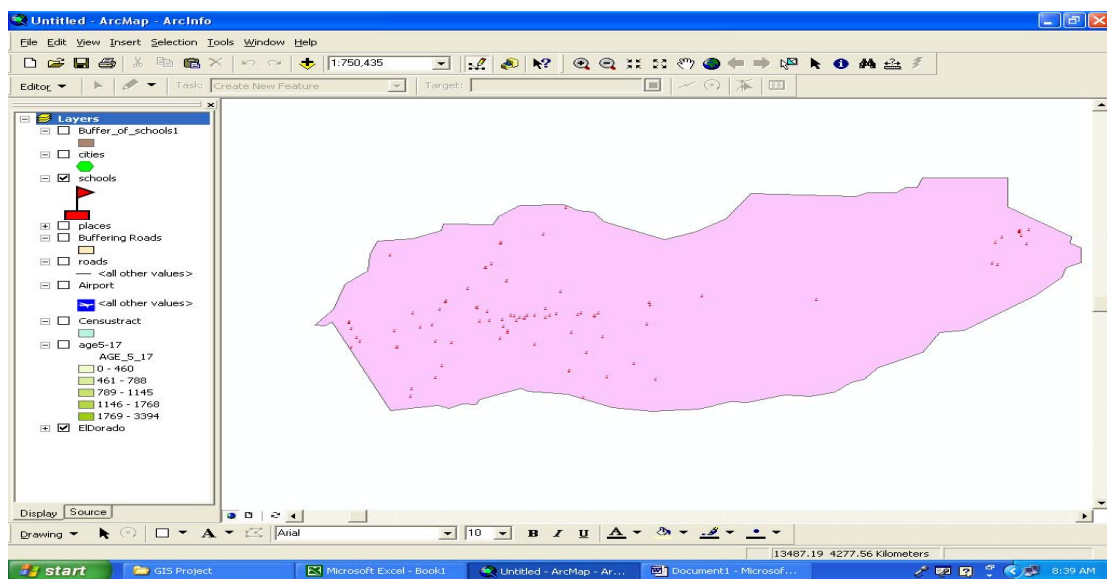 Untitled - ArcMap - ArcInfo
File Edit View Insert Selection Tools Window Help
1:750,435
Editor Task: Create New Feature Target:
Layers
Buffer_of_schools1
cities
schools
places
Buffering Roads
roads
<all other values>
Airport
<all other values>
Censustract
age5-17
AGE_5_17
0 - 460
461 - 788
789 - 1145
1146 - 1768
1769 - 3394
ElDorado
Display Source
Drawing A Arial 10 B I U A
13487.19 4277.56 Kilometers
start GIS Project Microsoft Excel - Book1 Untitled - ArcMap - Ar... Document1 - Microsof... 8:39 AM